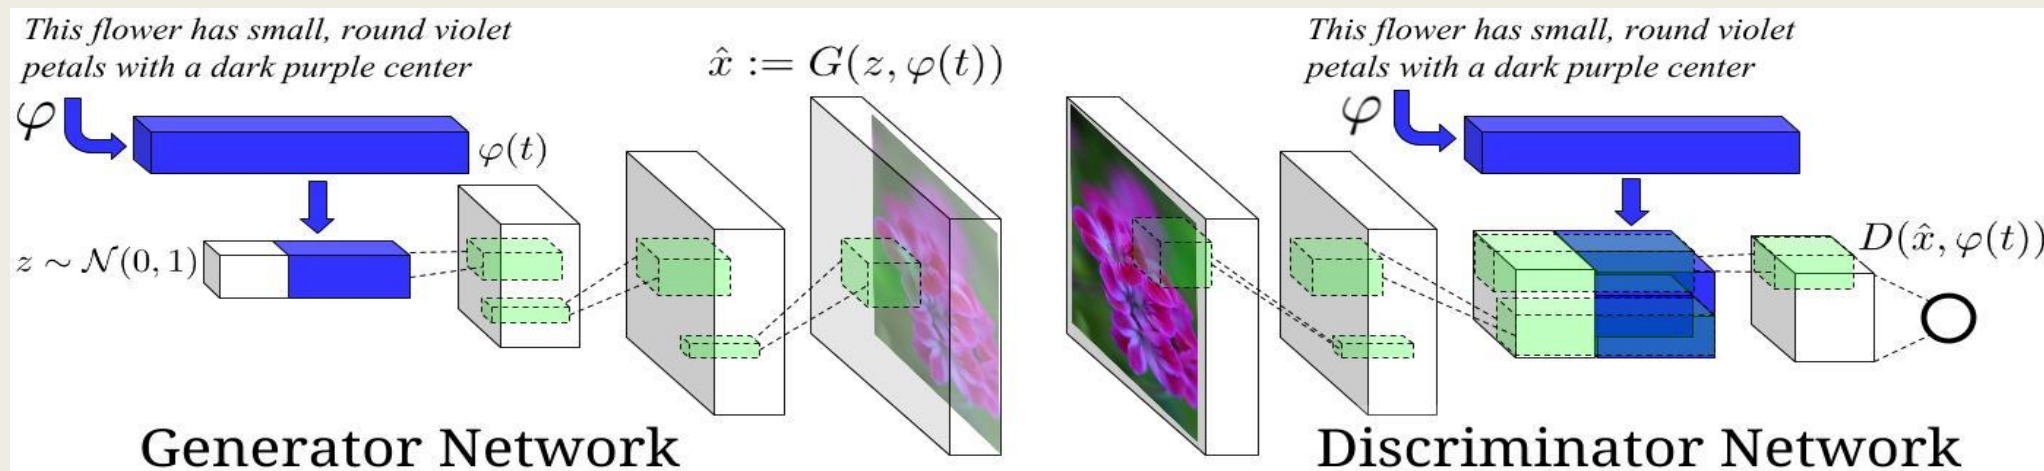 This flower has small, round violet
petals with a dark purple center
φ
φ(t)
z ∼ 𝒩(0, 1)
x̂ := G(z, φ(t))
Generator Network
This flower has small, round violet
petals with a dark purple center
φ
D(x̂, φ(t))
Discriminator Network